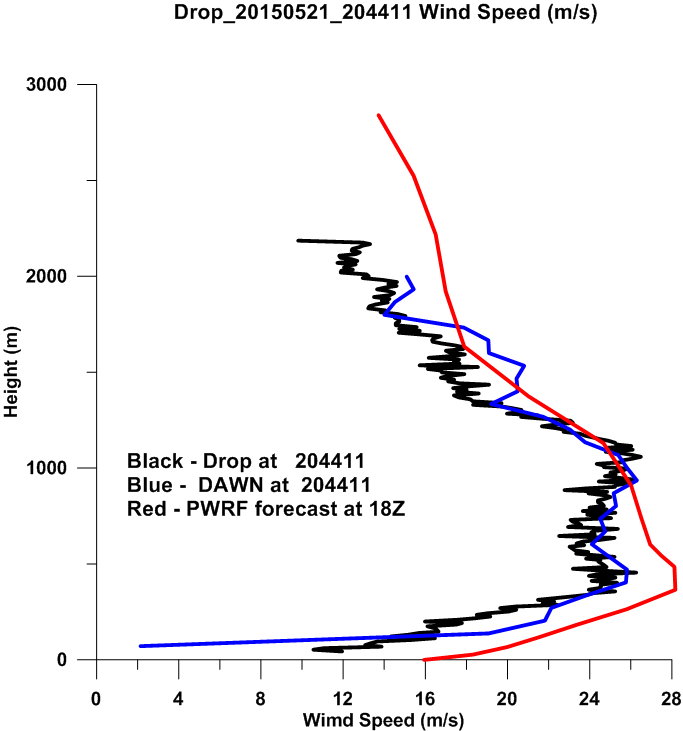 Drop_20150521_204411 Wind Speed (m/s)
3000
2000
1000
0
Height (m)
Black - Drop at 204411
Blue - DAWN at 204411
Red - PWRF forecast at 18Z
0 4 8 12 16 20 24 28
Wimd Speed (m/s)